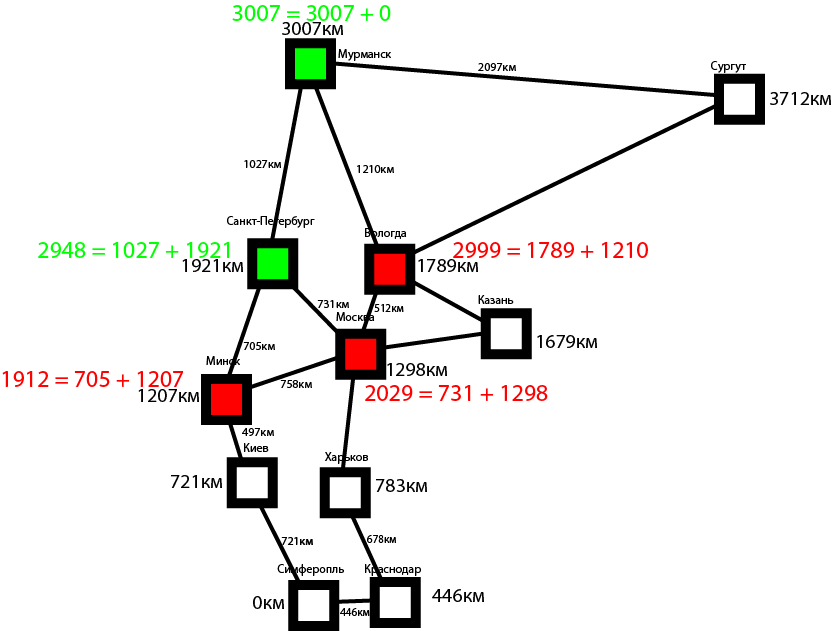 3007 = 3007 + 0
3007км
Мурманск
2097км
Сургут
3712км
1027км
1210км
Санкт-Петербург
2948 = 1027 + 1921
1921км
Вологда
2999 = 1789 + 1210
1789км
731км
512км
Москва
Казань
1679км
705км
Минск
758км
1298км
1912 = 705 + 1207
1207км
2029 = 731 + 1298
497км
Киев
721км
Харьков
783км
721км
678км
Симферопль
Краснодар
0км
446км
446км